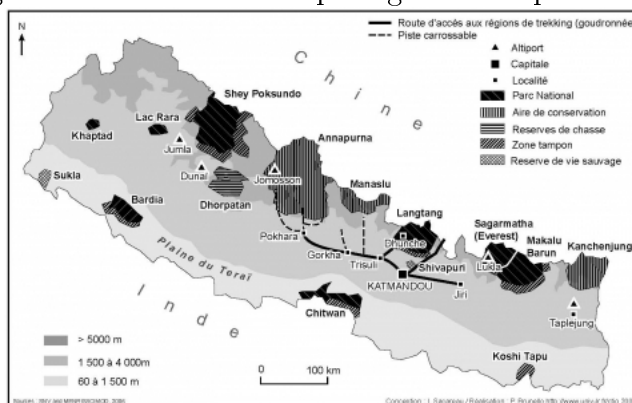 Route d'accès aux régions de trekking (goudronnée
Piste carrossable
N
Altiport
Capitale
Localité
Parc National
Aire de conservation
Reserves de chasse
Zone tampon
Reserve de vie sauvage
Chine
Shey Poksundo
Lac Rara
Khaptad
Jumla
Annapurna
Sukla
Dunaï
Jomosson
Manaslu
Bardia
Dhorpatan
Langtang
Sagarmatha
(Everest)
Makalu
Barun
Kanchenjung
Pokhara
Dhunche
Gorkha
Trisuli
Shivapuri
Lukla
Plaine du Teraï
KATMANDOU
Jiri
Inde
Chitwan
Taplejung
> 5000 m
1 500 à 4 000m
60 à 1 500 m
0 100 km
Koshi Tapu